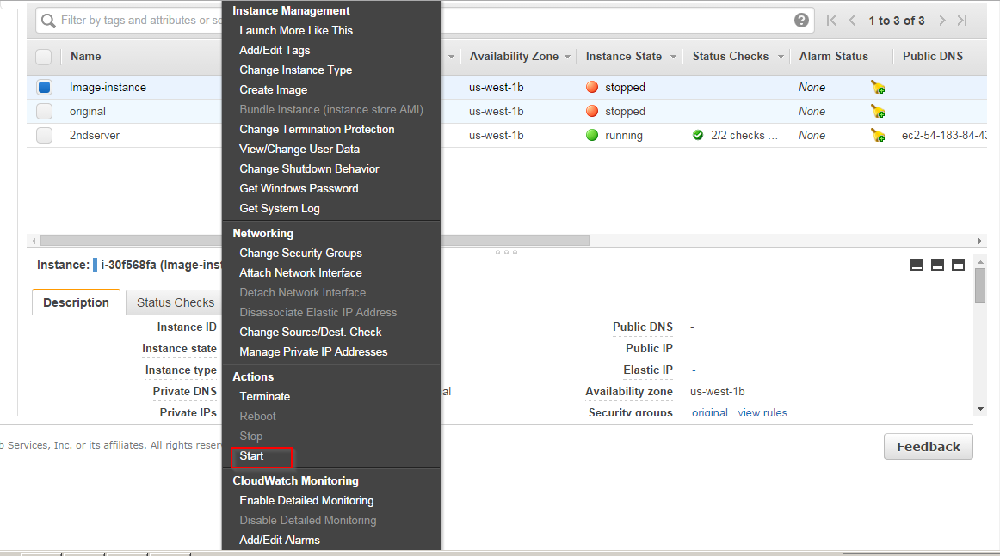 Filter by tags and attributes or se
? 1 to 3 of 3
Name Availability Zone Instance State Status Checks Alarm Status Public DNS
Image-instance us-west-1b stopped None
original us-west-1b stopped None
2ndserver us-west-1b running 2/2 checks ... None ec2-54-183-84-43
Instance Management
Launch More Like This
Add/Edit Tags
Change Instance Type
Create Image
Bundle Instance (instance store AMI)
Change Termination Protection
View/Change User Data
Change Shutdown Behavior
Get Windows Password
Get System Log
Networking
Change Security Groups
Attach Network Interface
Detach Network Interface
Disassociate Elastic IP Address
Change Source/Dest. Check
Manage Private IP Addresses
Actions
Terminate
Reboot
Stop
Start
CloudWatch Monitoring
Enable Detailed Monitoring
Disable Detailed Monitoring
Add/Edit Alarms
Instance: i-30f568fa (Image-inst
Description Status Checks
Instance ID
Instance state
Instance type
Private DNS al
Private IPs
Public DNS -
Public IP
Elastic IP -
Availability zone us-west-1b
Security groups original view rules
b Services, Inc. or its affiliates. All rights reser
Feedback